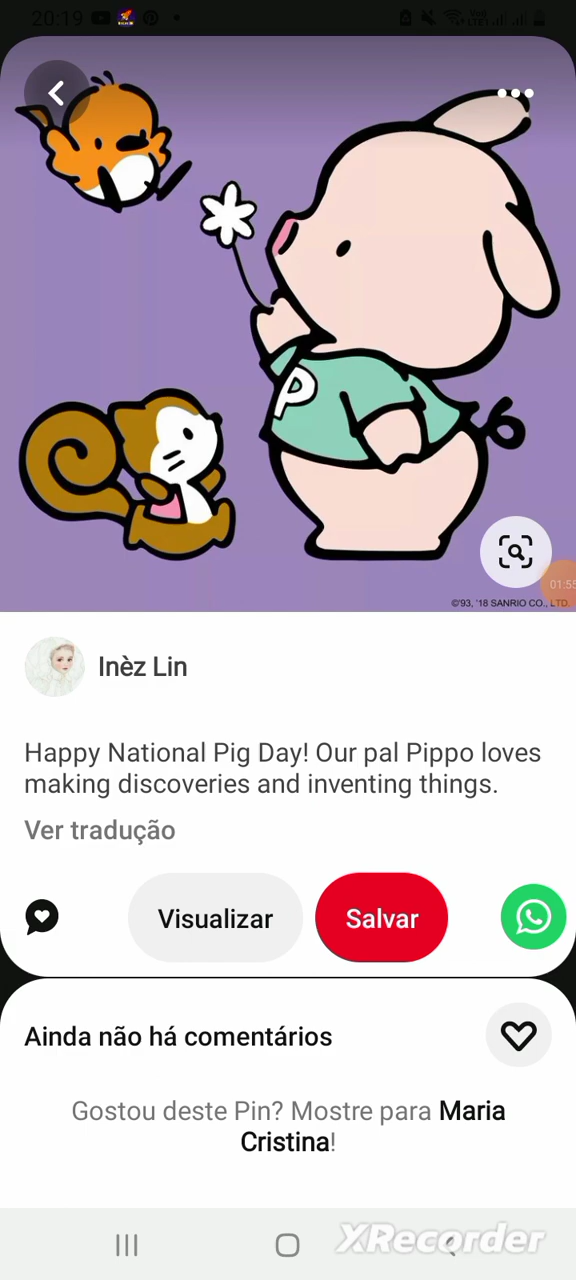 20:19
P
01:55
©'93, '18 SANRIO CO., LTD.
Inèz Lin
Happy National Pig Day! Our pal Pippo loves
making discoveries and inventing things.
Ver tradução
Visualizar
Salvar
Ainda não há comentários
Gostou deste Pin? Mostre para Maria
Cristina!
XRecorder